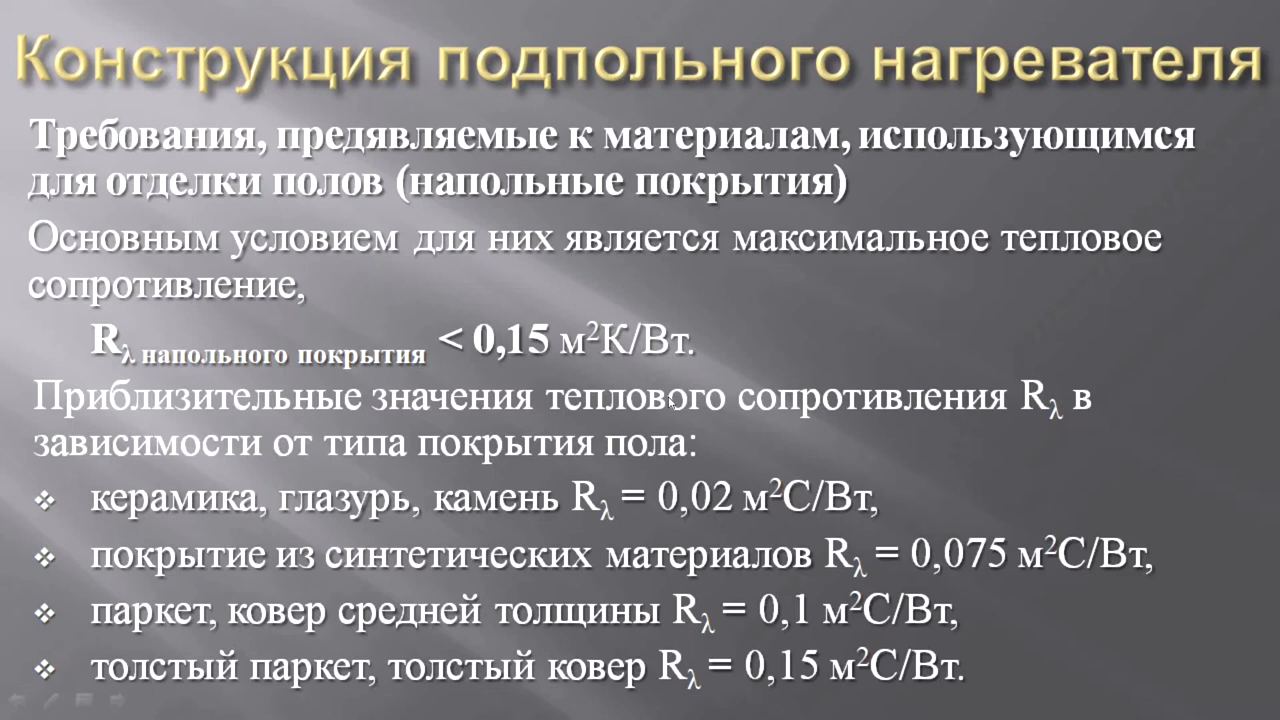 Конструкция подпольного нагревателя
Требования, предявляемые к материалам, использующимся
для отделки полов (напольные покрытия)
Основным условием для них является максимальное тепловое
сопротивление,
Rλ напольного покрытия < 0,15 м²К/Вт.
Приблизительные значения теплового сопротивления Rλ в
зависимости от типа покрытия пола:
❖ керамика, глазурь, камень Rλ = 0,02 м²С/Вт,
❖ покрытие из синтетических материалов Rλ = 0,075 м²С/Вт,
❖ паркет, ковер средней толщины Rλ = 0,1 м²С/Вт,
❖ толстый паркет, толстый ковер Rλ = 0,15 м²С/Вт.